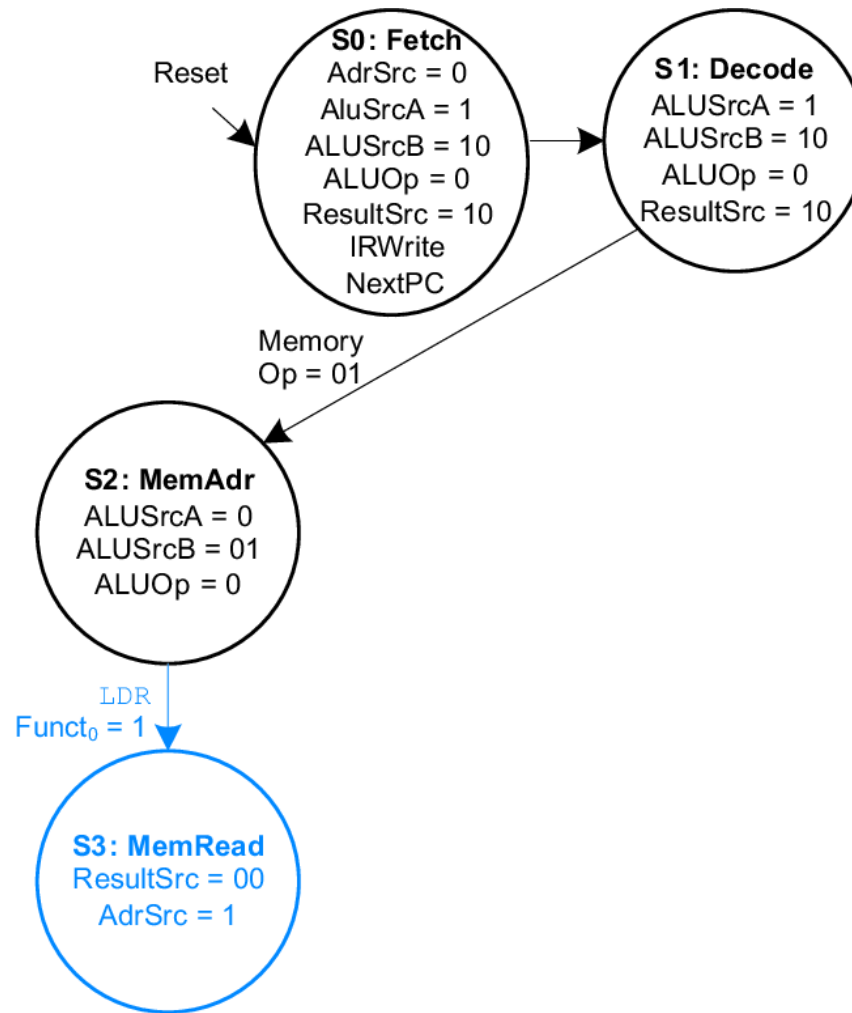 Reset
S0: Fetch
AdrSrc = 0
AluSrcA = 1
ALUSrcB = 10
ALUOp = 0
ResultSrc = 10
IRWrite
NextPC
S1: Decode
ALUSrcA = 1
ALUSrcB = 10
ALUOp = 0
ResultSrc = 10
Memory
Op = 01
S2: MemAdr
ALUSrcA = 0
ALUSrcB = 01
ALUOp = 0
LDR
Funct₀ = 1
S3: MemRead
ResultSrc = 00
AdrSrc = 1